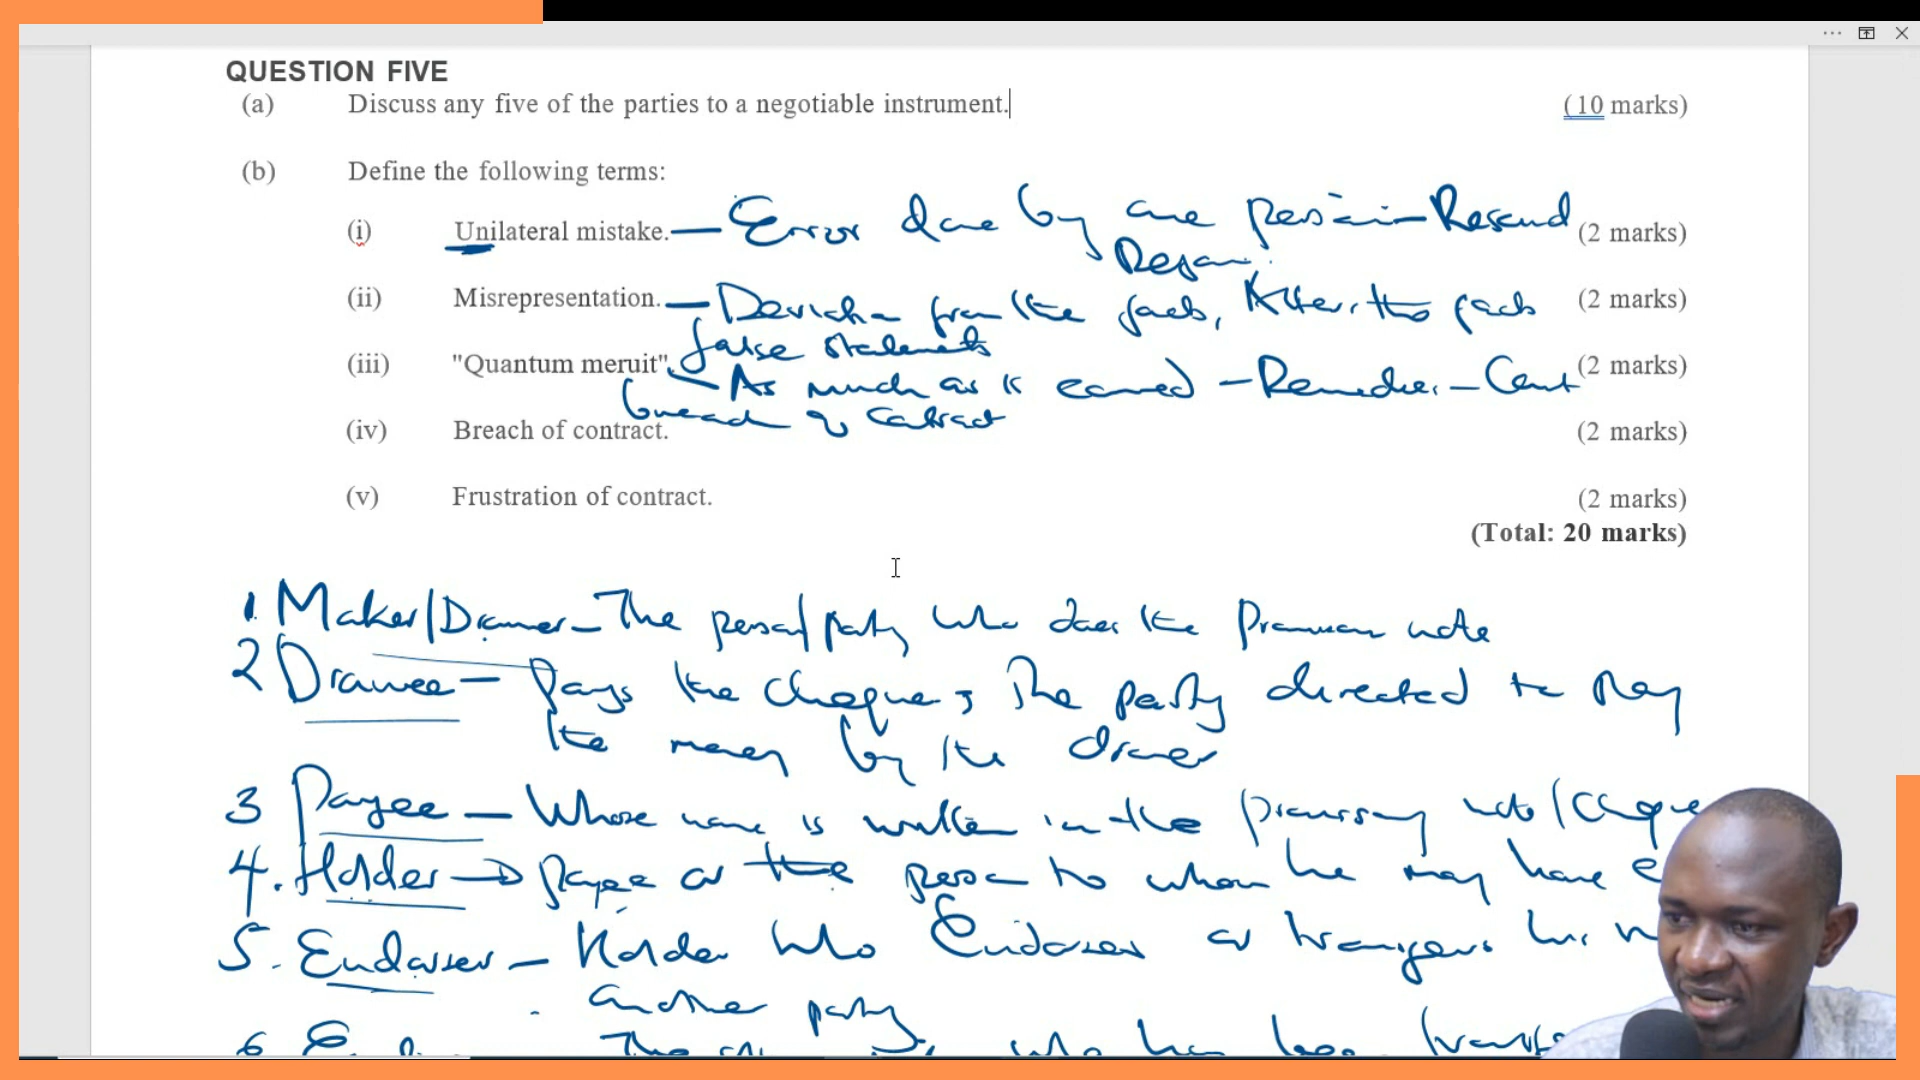 QUESTION FIVE
(a) Discuss any five of the parties to a negotiable instrument. (10 marks)
(b) Define the following terms:
(i) Unilateral mistake. — Error done by one person - Rescind (2 marks)
(ii) Misrepresentation. — from the facts, Alter the facts (2 marks)
false statements
(iii) "Quantum meruit". — As much as is earned - Remedies - Cont (2 marks)
breach of Contract
(iv) Breach of contract. (2 marks)
(v) Frustration of contract. (2 marks)
(Total: 20 marks)
1. Maker/Drawer - The person/party who does the note
2 Drawee - Pays the cheque, The party directed to pay
the money by the drawer
3 Payee - Whose name is written in the promissory note/Cheque
4. Holder → payee or the person to whom he may have
5. Endorser - Holder who Endorses or transfers his
another party
6 who has been